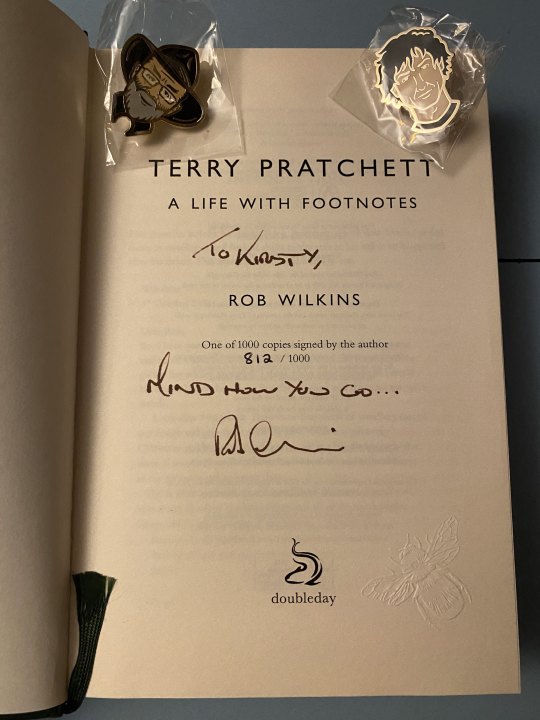 TERRY PRATCHETT
A LIFE WITH FOOTNOTES
TO KIRSTY,
ROB WILKINS
One of 1000 copies signed by the author
812 / 1000
MIND HOW YOU GO...
Rob
doubleday